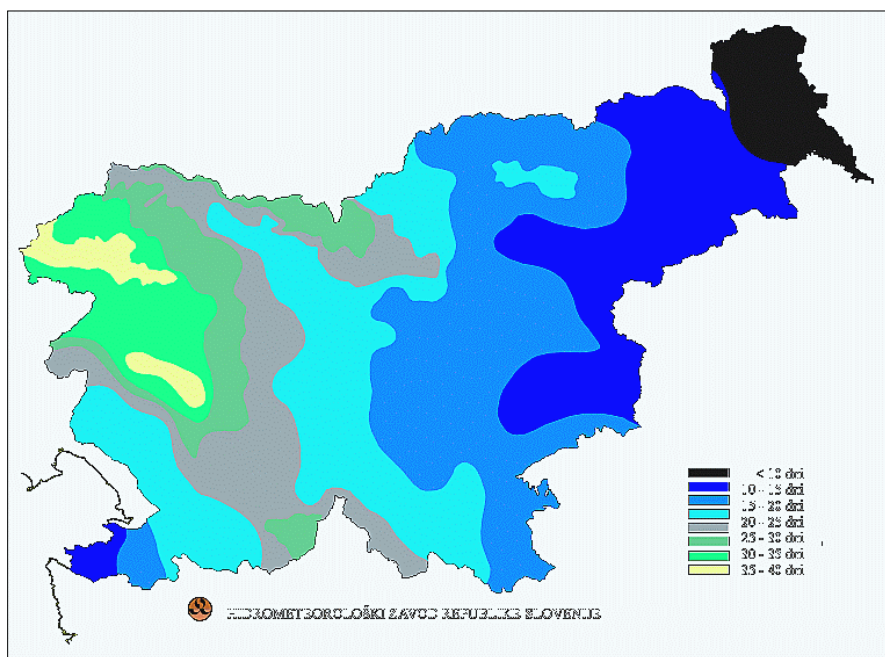 < 10 dni
10 - 15 dni
15 - 20 dni
20 - 25 dni
25 - 30 dni
30 - 35 dni
35 - 40 dni
HIDROMETEOROLOŠKI ZAVOD REPUBLIKE SLOVENIJE